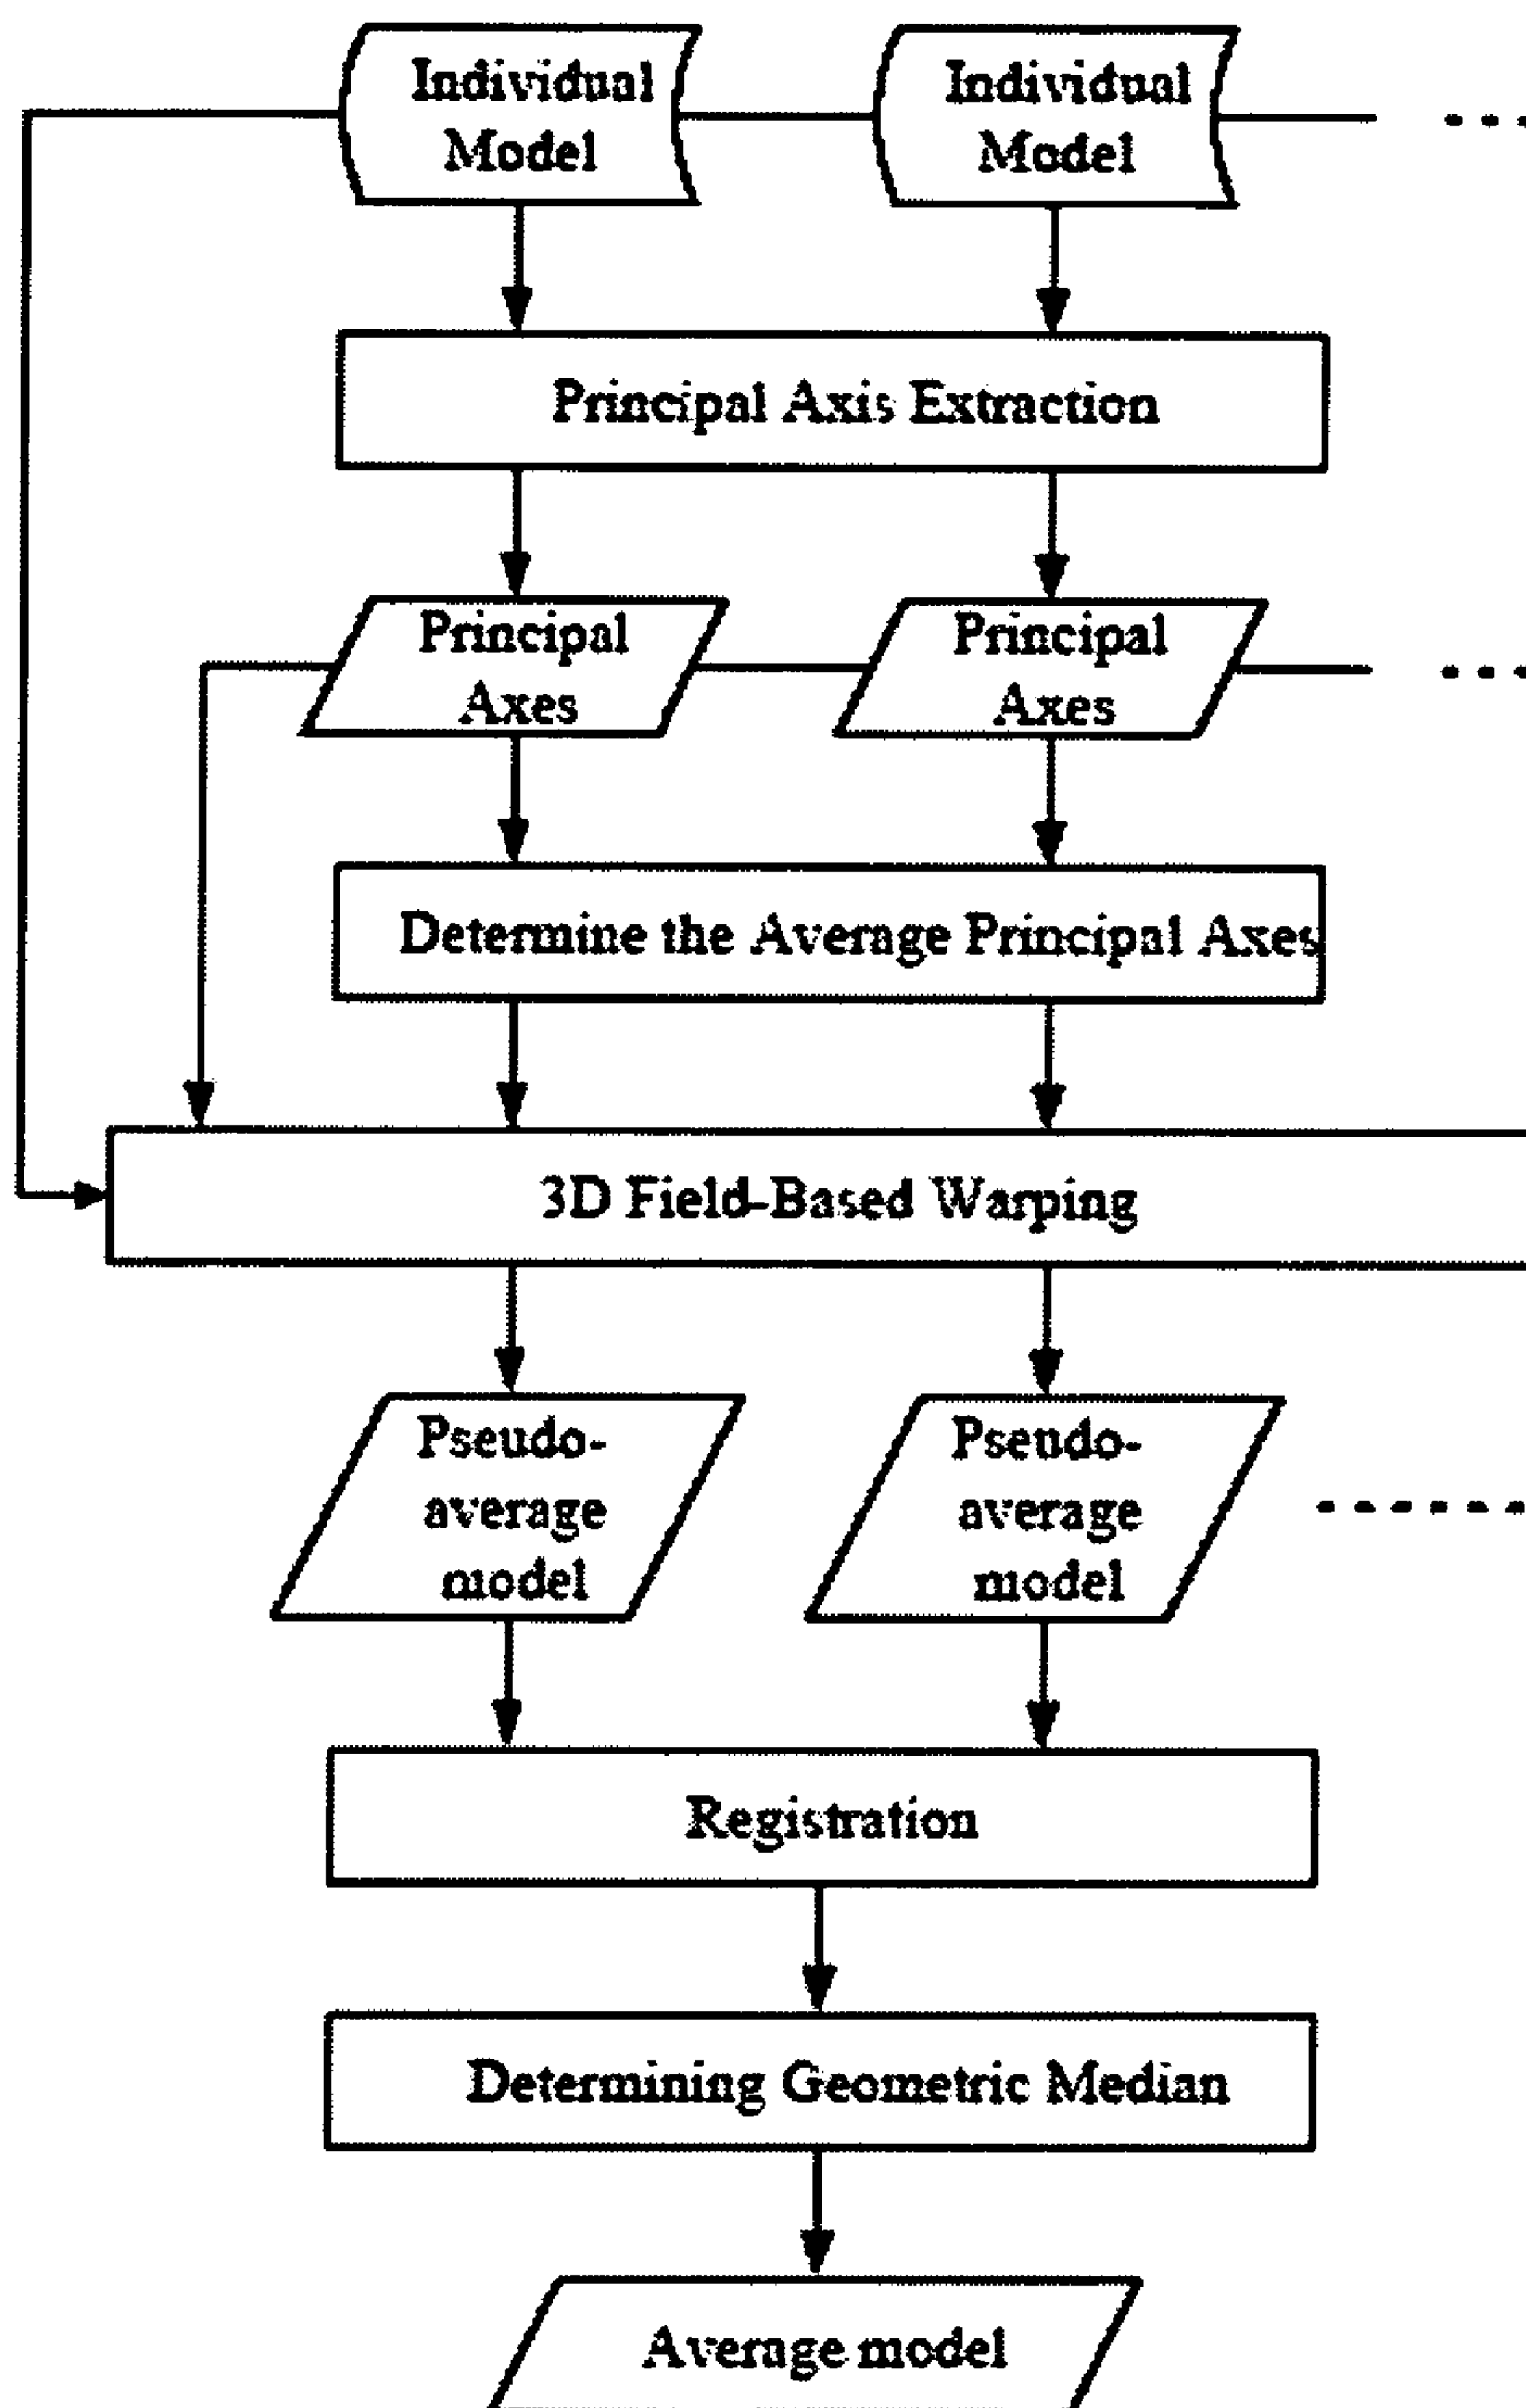 Individual
Model
Individual
Model
Principal Axis Extraction
Principal
Axes
Principal
Axes
Determine the Average Principal Axes
3D Field-Based Warping
Pseudo-
average
model
Pseudo-
average
model
Registration
Determining Geometric Median
Average model